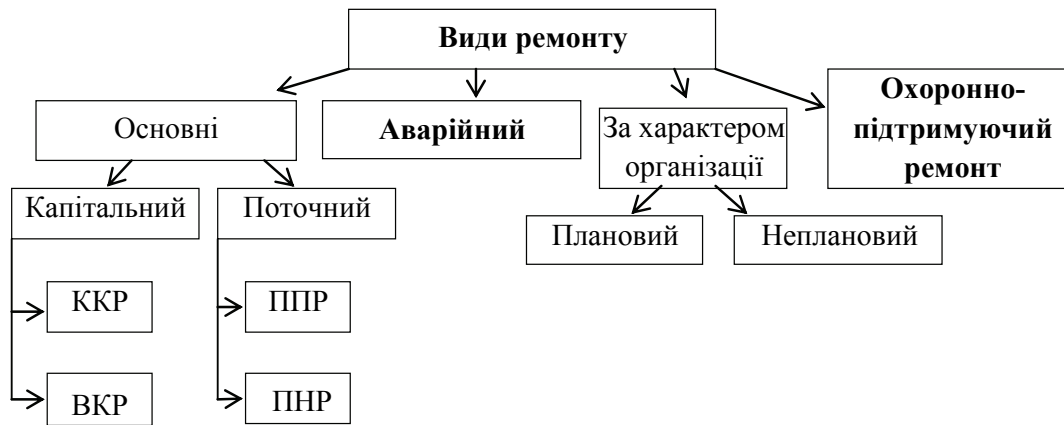 Види ремонту
Основні
Аварійний
За характером
організації
Охоронно-
підтримуючий
ремонт
Капітальний
Поточний
Плановий
Неплановий
ККР
ППР
ВКР
ПНР